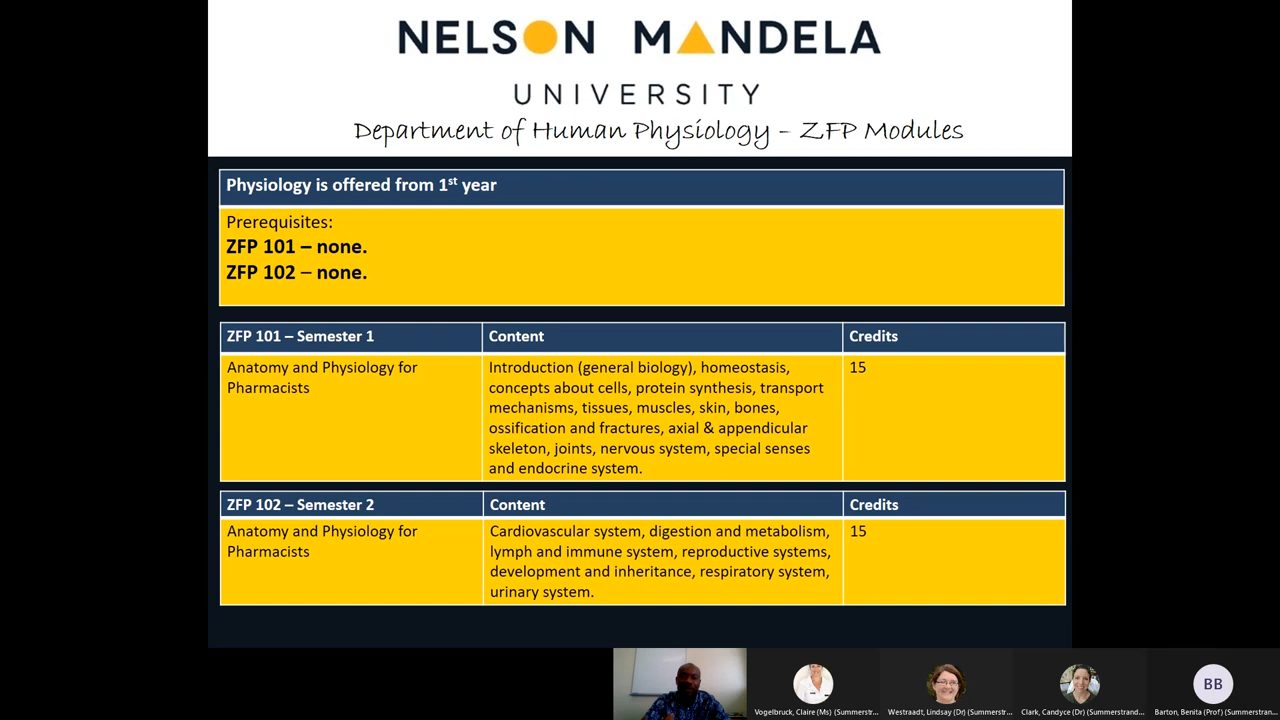 NELSON MANDELA
UNIVERSITY
Department of Human Physiology - ZFP Modules
Physiology is offered from 1st year
Prerequisites:
ZFP 101 – none.
ZFP 102 – none.
ZFP 101 – Semester 1
Content
Credits
Anatomy and Physiology for
Pharmacists
Introduction (general biology), homeostasis,
concepts about cells, protein synthesis, transport
mechanisms, tissues, muscles, skin, bones,
ossification and fractures, axial & appendicular
skeleton, joints, nervous system, special senses
and endocrine system.
15
ZFP 102 – Semester 2
Content
Credits
Anatomy and Physiology for
Pharmacists
Cardiovascular system, digestion and metabolism,
lymph and immune system, reproductive systems,
development and inheritance, respiratory system,
urinary system.
15
BB
Vogelbruck, Claire (Ms) (Summerstr...
Westraadt, Lindsay (Dr) (Summerstr...
Clark, Candyce (Dr) (Summerstrand...
Barton, Benita (Prof) (Summerstran...